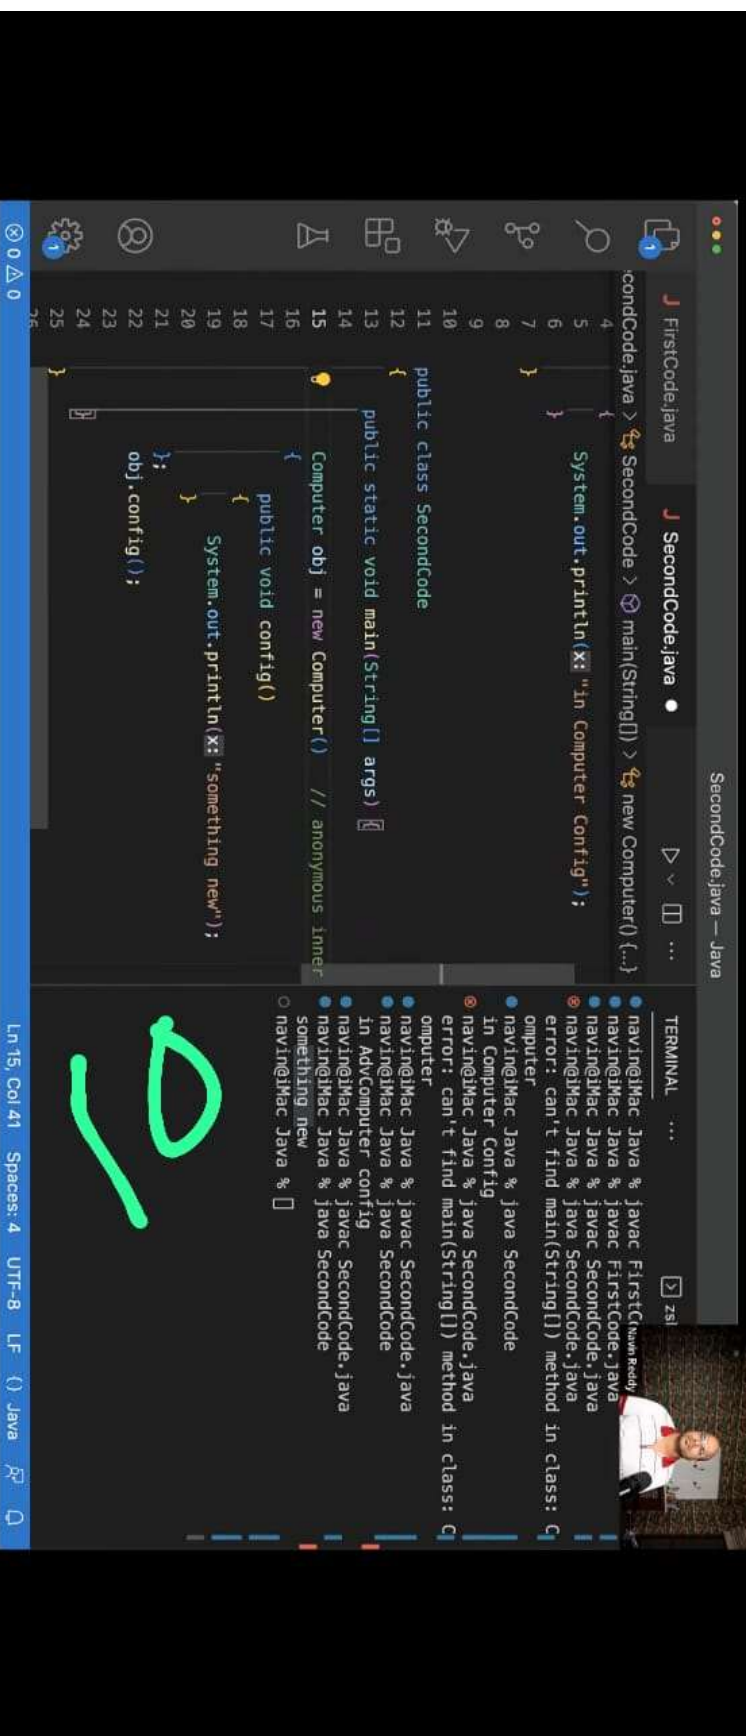 SecondCode.java — Java
FirstCode.java
SecondCode.java
condCode.java > SecondCode > main(String[]) > new Computer() {...}
4 {
5 System.out.println(x: "in Computer Config");
6 }
7 }
8
9
10
11 public class SecondCode
12 {
13 public static void main(String[] args) {
14
15 Computer obj = new Computer() // anonymous inner
16 {
17 public void config()
18 {
19 System.out.println(x: "something new");
20 }
21 };
22 obj.config();
23
24 }
25 }
26
1
1
TERMINAL ...
navin@iMac Java % javac FirstC
navin@iMac Java % javac FirstCode.java
navin@iMac Java % javac SecondCode.java
navin@iMac Java % java SecondCode.java
error: can't find main(String[]) method in class: C
omputer
navin@iMac Java % java SecondCode
in Computer Config
navin@iMac Java % java SecondCode.java
error: can't find main(String[]) method in class: C
omputer
navin@iMac Java % javac SecondCode.java
navin@iMac Java % java SecondCode
in AdvComputer config
navin@iMac Java % javac SecondCode.java
navin@iMac Java % java SecondCode
something new
navin@iMac Java %
Navin Reddy
0 0
Ln 15, Col 41 Spaces: 4 UTF-8 LF {} Java